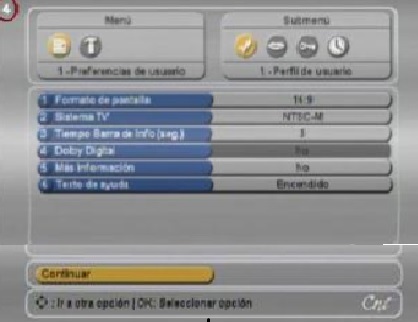 4
Menú
Submenú
1 - Preferencias de usuario
1 - Perfil de usuario
1 Formato de pantalla 16:9
2 Sistema TV NTSC-M
3 Tiempo Barra de Info (seg.)
4 Dolby Digital No
5 Más Información No
6 Texto de ayuda Encendido
Continuar
: Ir a otra opción | OK: Seleccionar opción
Cnt